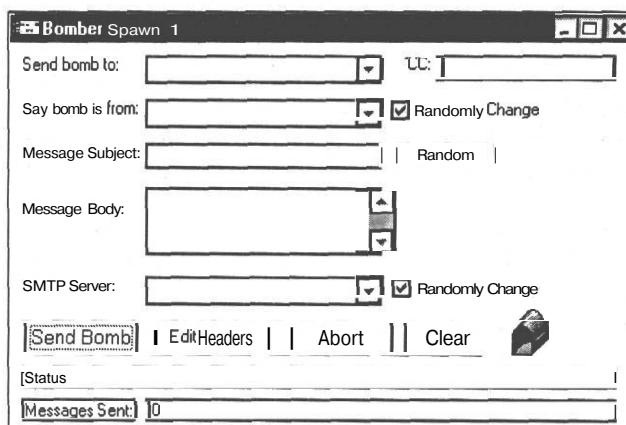 Bomber Spawn 1
Send bomb to: CC:
Say bomb is from: Randomly Change
Message Subject: Random
Message Body:
SMTP Server: Randomly Change
Send Bomb Edit Headers Abort Clear
Status
Messages Sent: 0